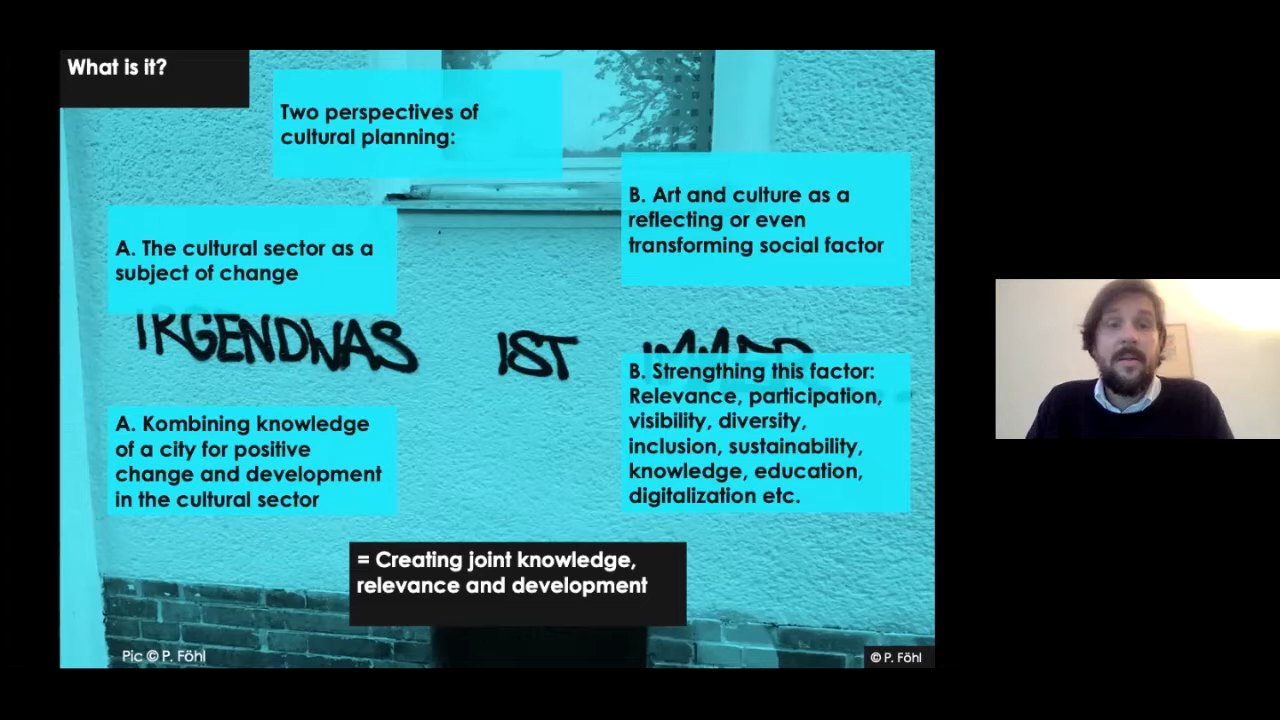 What is it?
Two perspectives of
cultural planning:
B. Art and culture as a
reflecting or even
transforming social factor
A. The cultural sector as a
subject of change
IRGENDWAS IST IMMER
A. Kombining knowledge
of a city for positive
change and development
in the cultural sector
B. Strengthing this factor:
Relevance, participation,
visibility, diversity,
inclusion, sustainability,
knowledge, education,
digitalization etc.
= Creating joint knowledge,
relevance and development
Pic © P. Föhl
© P. Föhl